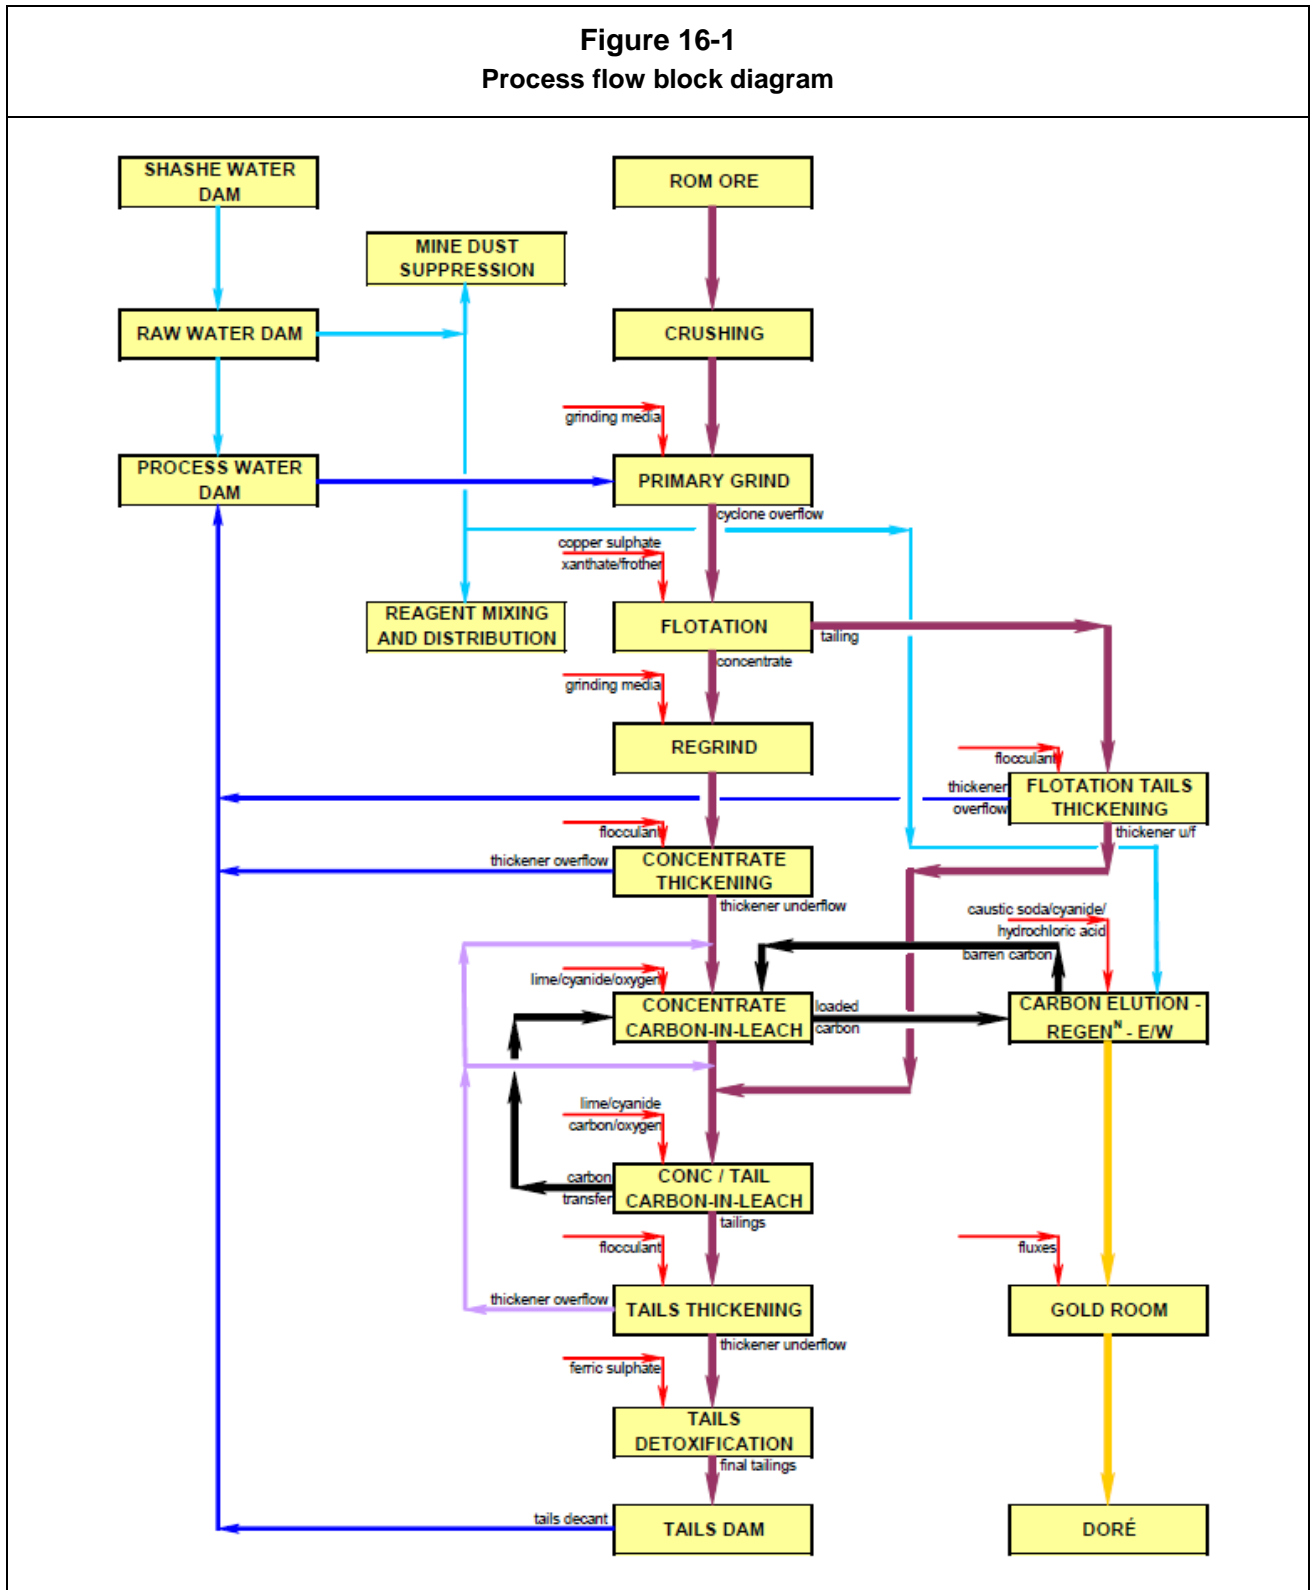 Figure 16-1
Process flow block diagram
SHASHE WATER
DAM
ROM ORE
MINE DUST
SUPPRESSION
RAW WATER DAM
CRUSHING
grinding media
PROCESS WATER
DAM
PRIMARY GRIND
cyclone overflow
copper sulphate
xanthate/frother
REAGENT MIXING
AND DISTRIBUTION
FLOTATION
tailing
concentrate
grinding media
REGRIND
flocculant
thickener
overflow
FLOTATION TAILS
THICKENING
thickener u/f
flocculant
thickener overflow
CONCENTRATE
THICKENING
thickener underflow
caustic soda/cyanide/
hydrochloric acid
barren carbon
lime/cyanide/oxygen
CONCENTRATE
CARBON-IN-LEACH
loaded
carbon
CARBON ELUTION -
REGENᴺ - E/W
lime/cyanide
carbon/oxygen
carbon
transfer
CONC / TAIL
CARBON-IN-LEACH
tailings
flocculant
fluxes
thickener overflow
TAILS THICKENING
GOLD ROOM
thickener underflow
ferric sulphate
TAILS
DETOXIFICATION
final tailings
tails decant
TAILS DAM
DORÉ